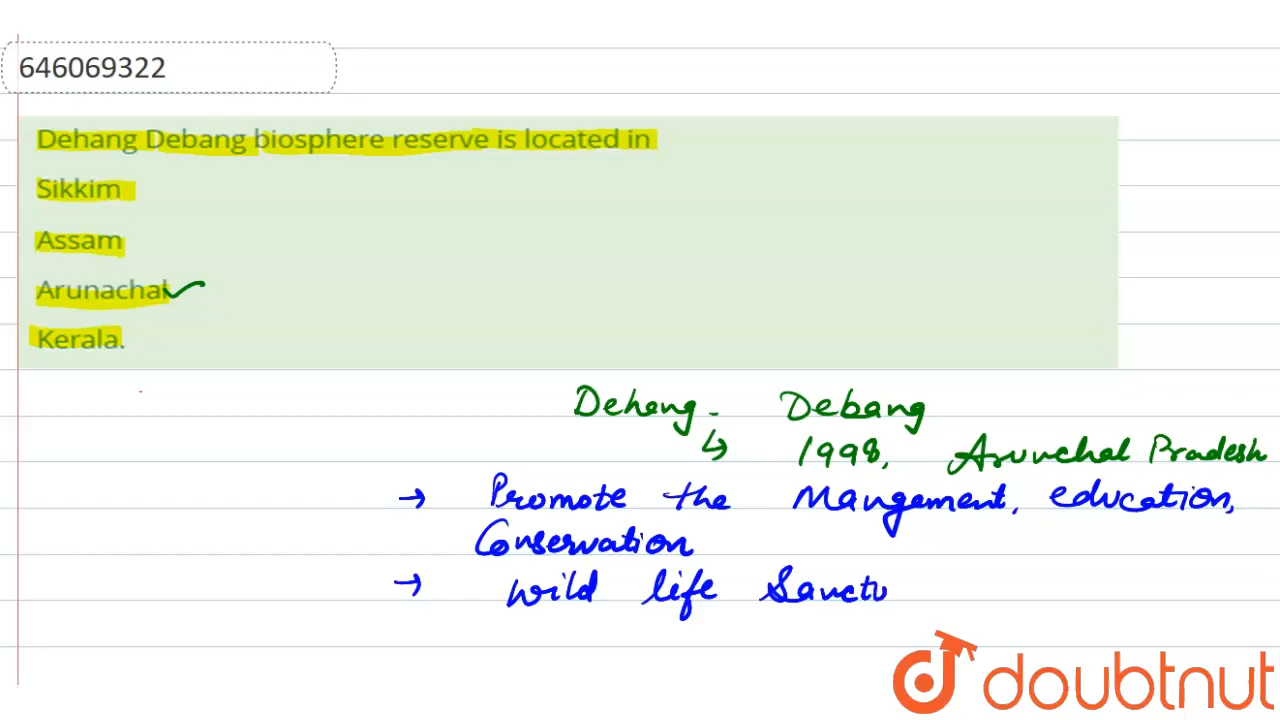 646069322
Dehang Debang biosphere reserve is located in
Sikkim
Assam
Arunachal
Kerala.
Dehang. Debang
↳ 1998, Arunchal Pradesh
→ Promote the Mangement, education,
Conservation
→ Wild life Sanctu
doubtnut